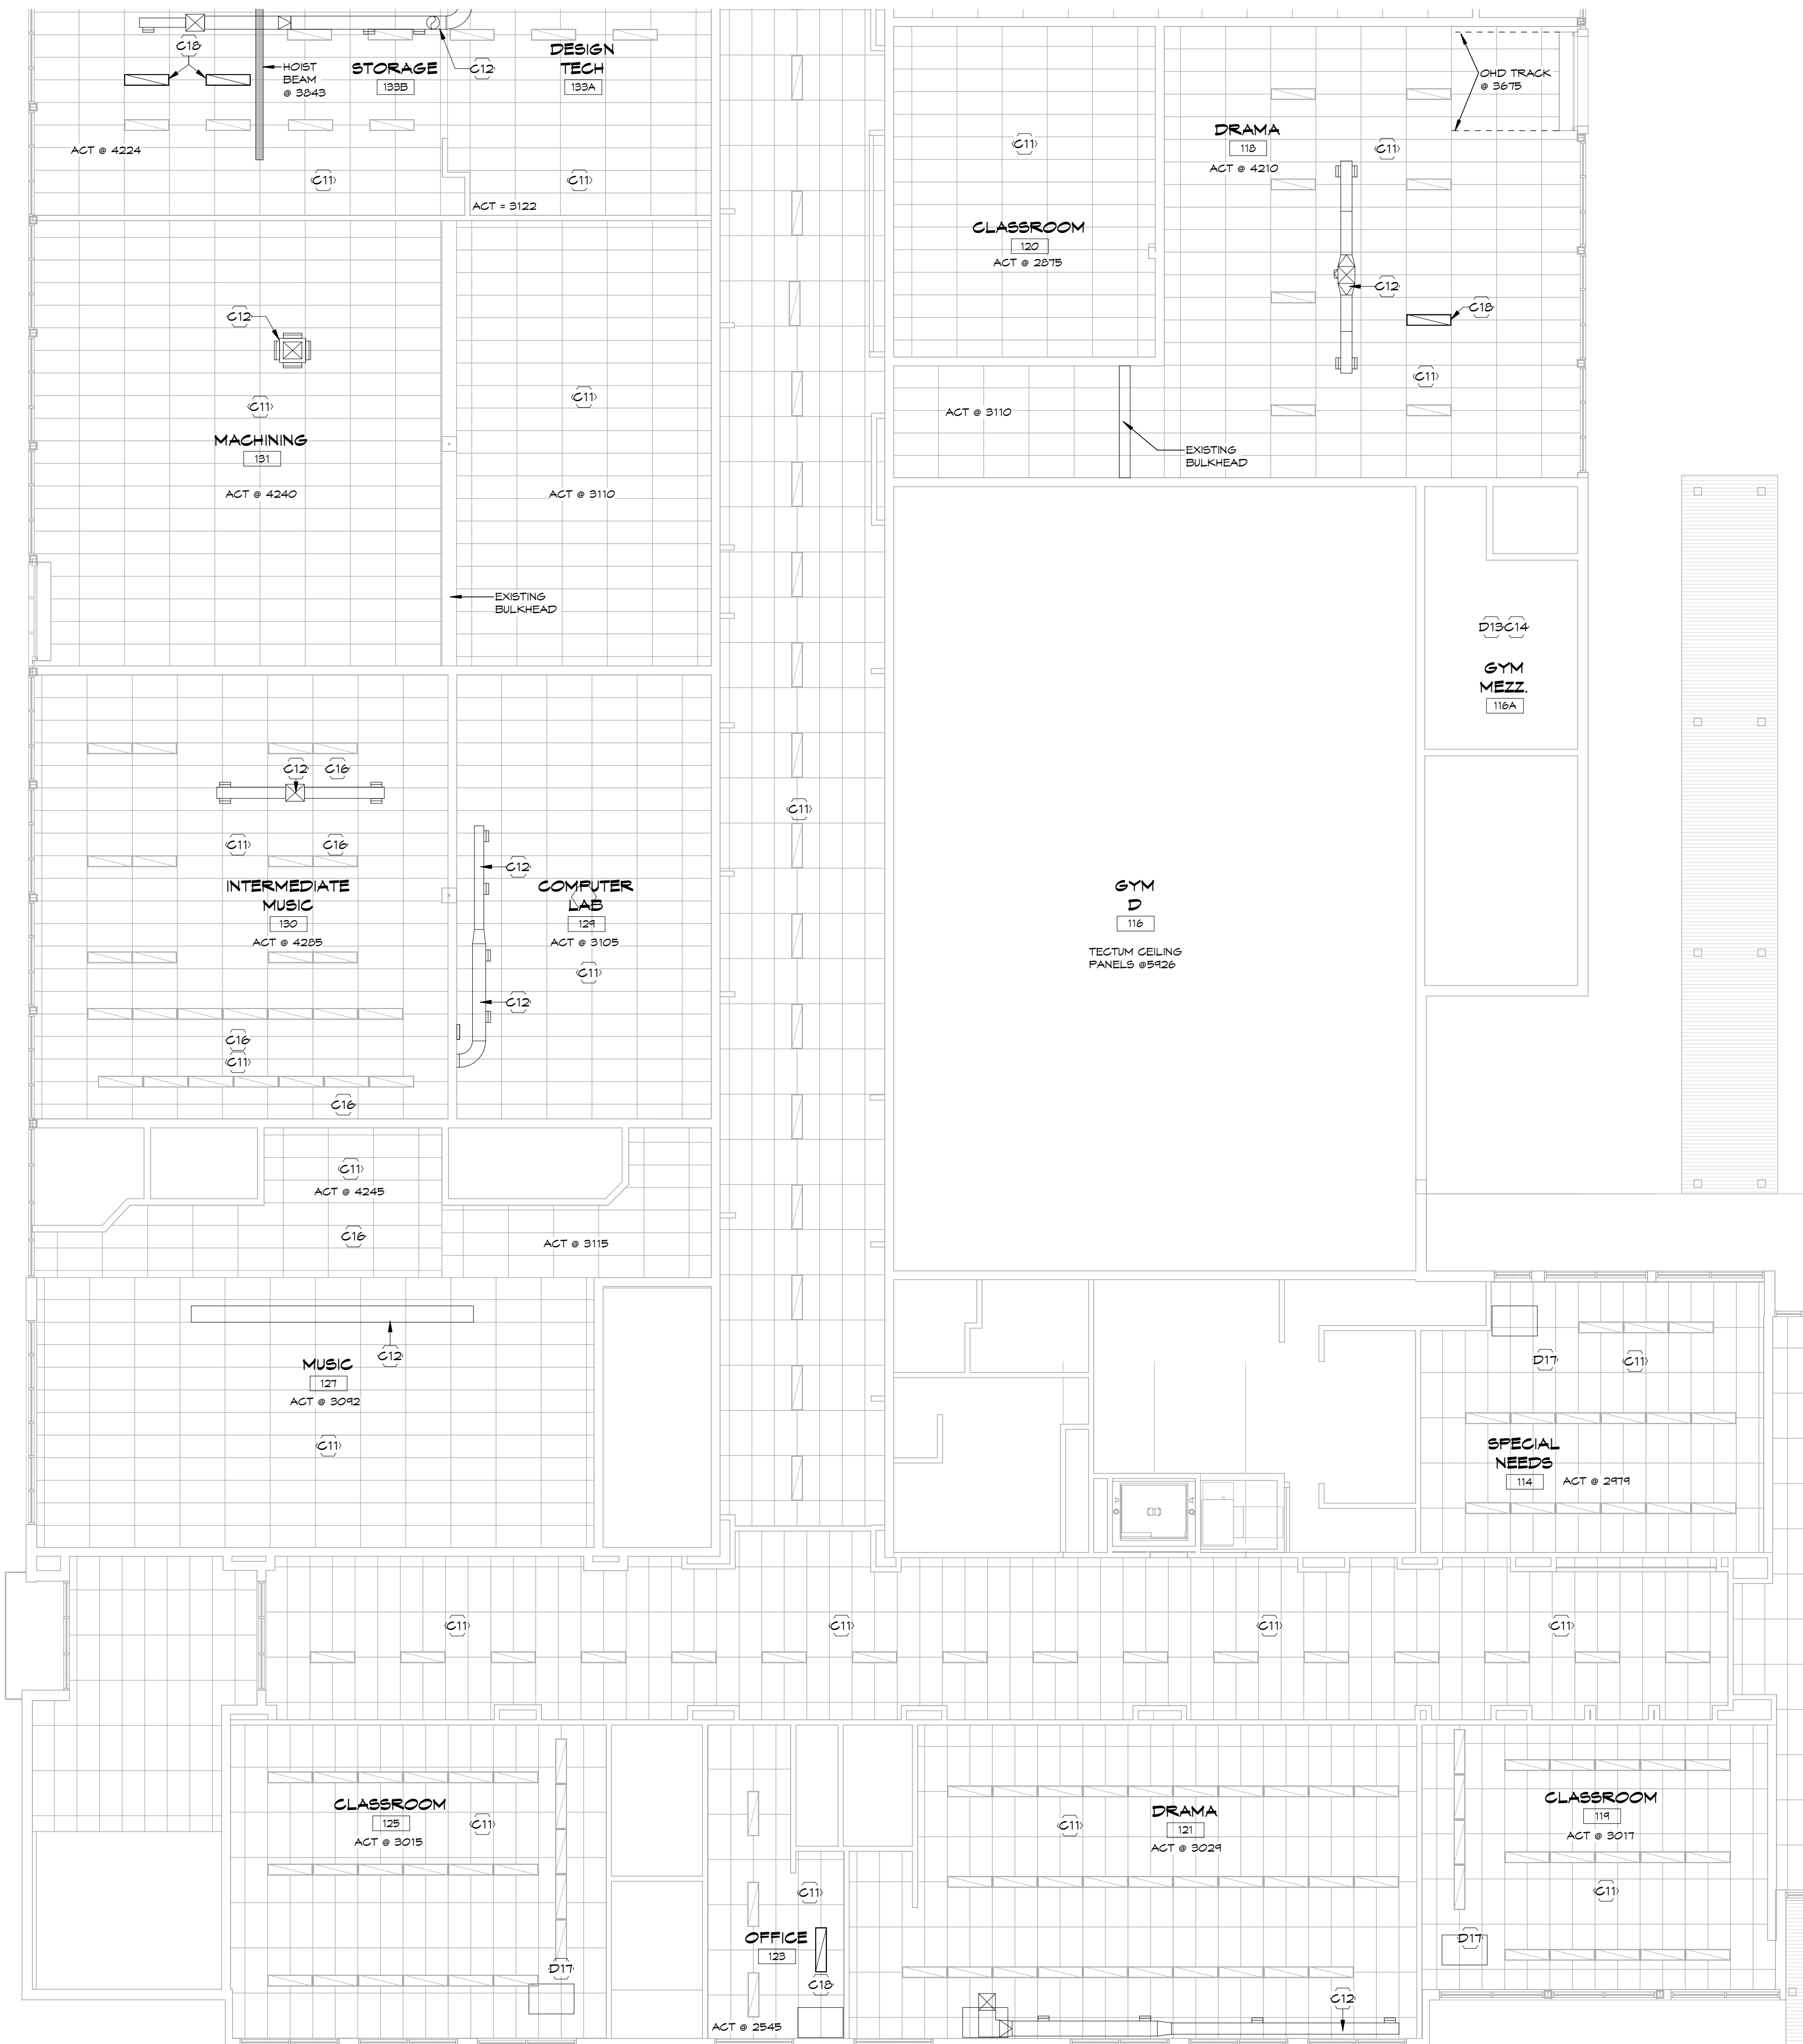 C18
HOIST
BEAM
@ 3843
STORAGE
133B
C12
DESIGN
TECH
133A
ACT @ 4224
C11
C11
ACT = 3122
OHD TRACK
@ 3675
DRAMA
118
ACT @ 4210
C11
C11
CLASSROOM
120
ACT @ 2875
C12
C18
C11
C12
C11
MACHINING
131
ACT @ 4240
C11
ACT @ 3110
ACT @ 3110
EXISTING
BULKHEAD
EXISTING
BULKHEAD
D13
C14
GYM
MEZZ.
116A
C12
C16
C11
C16
INTERMEDIATE
MUSIC
130
ACT @ 4285
C16
C11
C16
C12
COMPUTER
LAB
129
ACT @ 3105
C11
C12
C11
GYM
D
116
TECTUM CEILING
PANELS @5926
C11
ACT @ 4245
C16
ACT @ 3115
C12
MUSIC
127
ACT @ 3092
C11
D17
C11
SPECIAL
NEEDS
114
ACT @ 2979
C11
C11
C11
C11
CLASSROOM
125
ACT @ 3015
C11
D17
C11
OFFICE
123
C18
ACT @ 2545
C11
DRAMA
121
ACT @ 3029
C12
CLASSROOM
119
ACT @ 3017
C11
D17